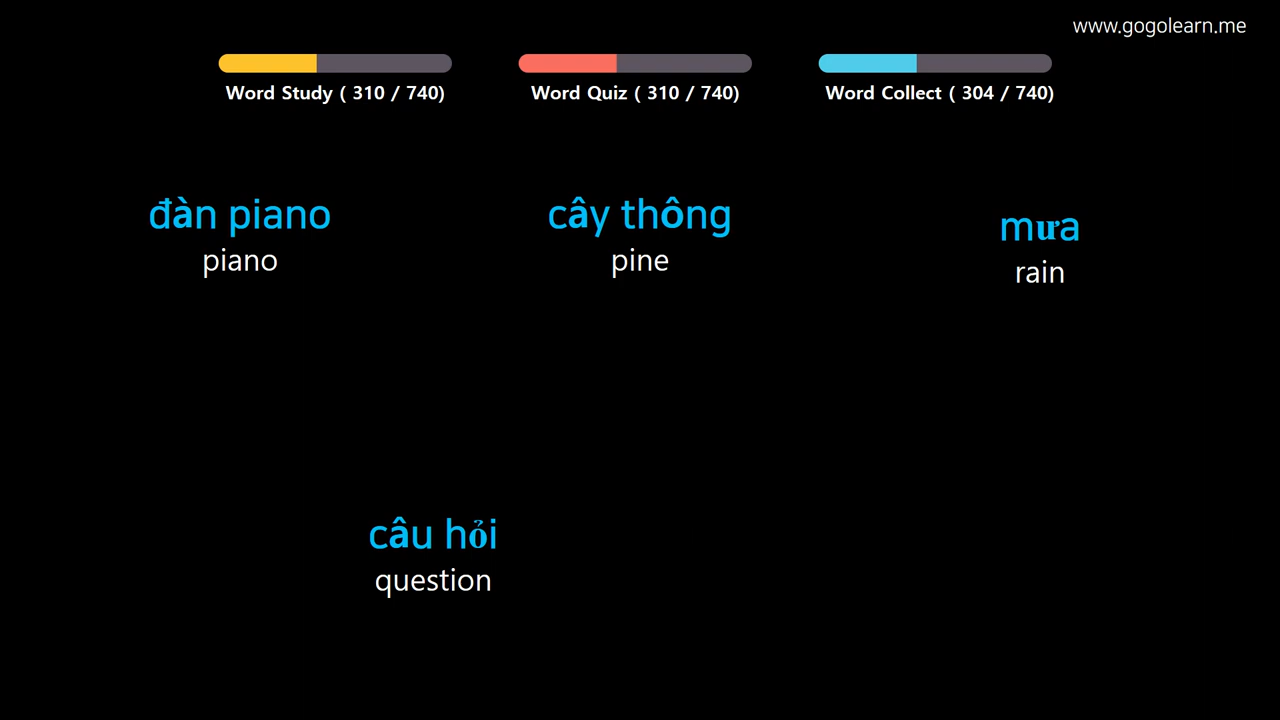 www.gogolearn.me
Word Study ( 310 / 740)
Word Quiz ( 310 / 740)
Word Collect ( 304 / 740)
đàn piano
piano
cây thông
pine
mưa
rain
câu hỏi
question